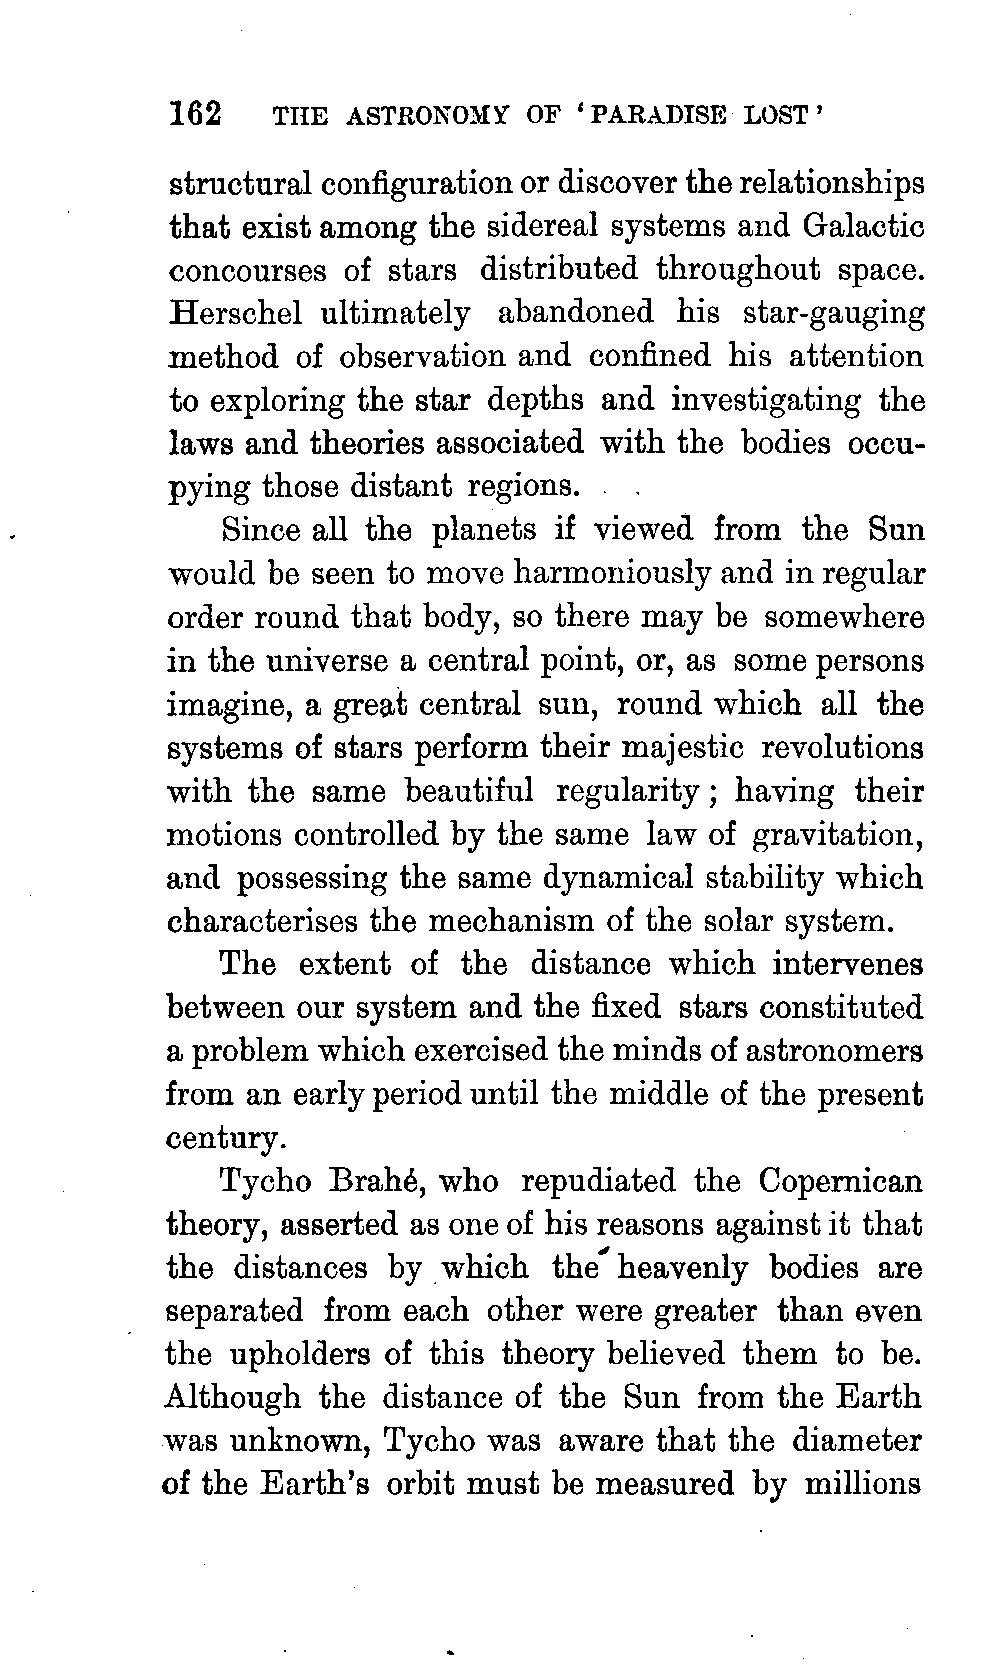 162 THE ASTRONOMY OF ‘PARADISE LOST’
structural configuration or discover the relationships
that exist among the sidereal systems and Galactic
concourses of stars distributed throughout space.
Herschel ultimately abandoned his star-gauging
method of observation and confined his attention
to exploring the star depths and investigating the
laws and theories associated with the bodies occu-
pying those distant regions.
Since all the planets if viewed from the Sun
would be seen to move harmoniously and in regular
order round that body, so there may be somewhere
in the universe a central point, or, as some persons
imagine, a great central sun, round which all the
systems of stars perform their majestic revolutions
with the same beautiful regularity; having their
motions controlled by the same law of gravitation,
and possessing the same dynamical stability which
characterises the mechanism of the solar system.
The extent of the distance which intervenes
between our system and the fixed stars constituted
a problem which exercised the minds of astronomers
from an early period until the middle of the present
century.
Tycho Brahé, who repudiated the Copernican
theory, asserted as one of his reasons against it that
the distances by which the heavenly bodies are
separated from each other were greater than even
the upholders of this theory believed them to be.
Although the distance of the Sun from the Earth
was unknown, Tycho was aware that the diameter
of the Earth’s orbit must be measured by millions